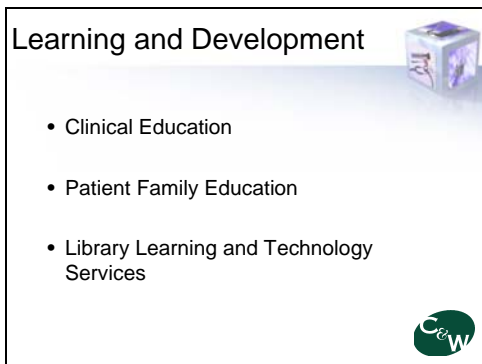 Learning and Development
• Clinical Education
• Patient Family Education
• Library Learning and Technology
Services
C&W